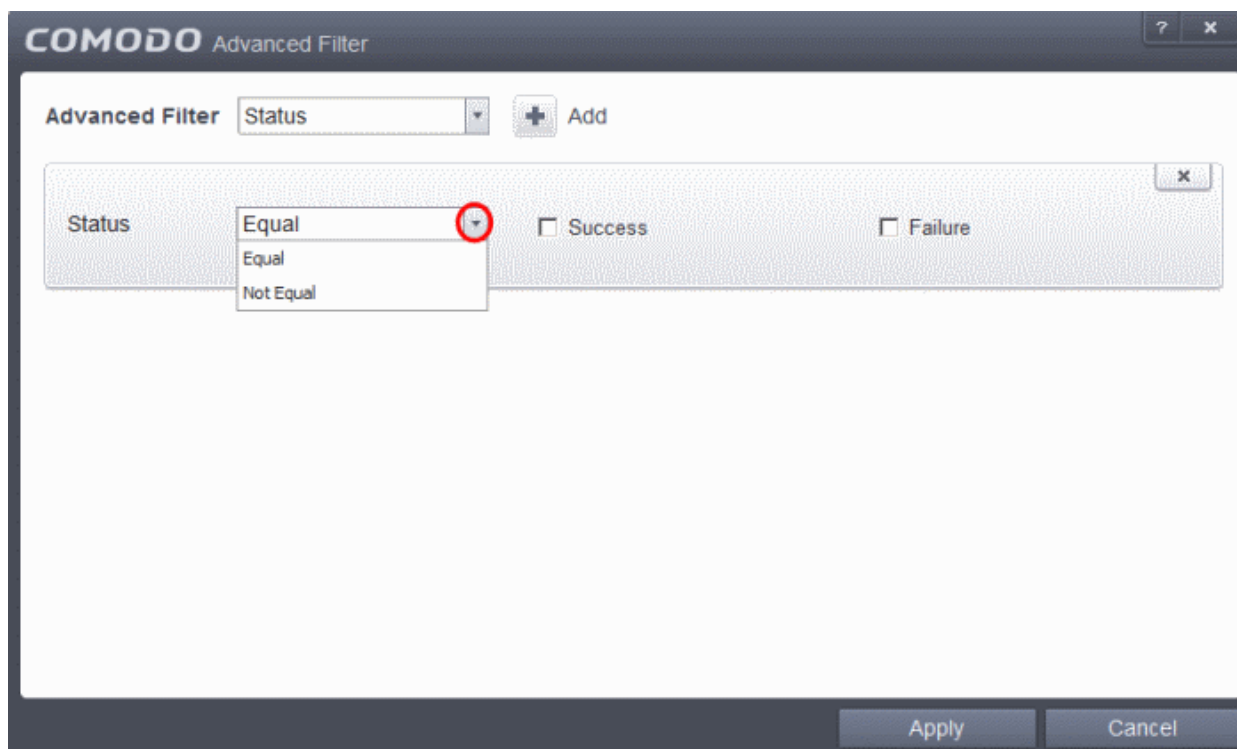 COMODO Advanced Filter ? x
Advanced Filter Status + Add
x
Status Equal Success Failure
Equal
Not Equal
Apply Cancel